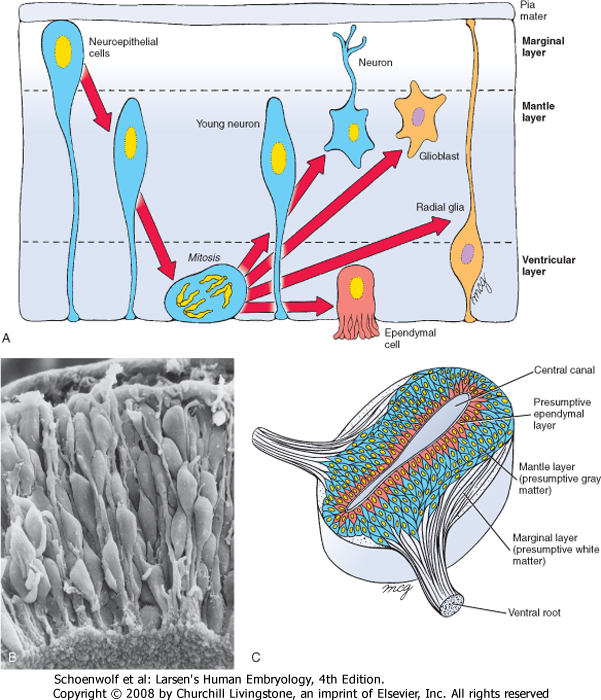 Pia
mater
Neuroepithelial
cells
Marginal
layer
Neuron
Mantle
layer
Young neuron
Glioblast
Radial glia
Mitosis
Ventricular
layer
mcg
A
Ependymal
cell
Central canal
Presumptive
ependymal
layer
Mantle layer
(presumptive gray
matter)
Marginal layer
(presumptive white
matter)
mcg
Ventral root
B
C
Schoenwolf et al: Larsen's Human Embryology, 4th Edition.
Copyright © 2008 by Churchill Livingstone, an imprint of Elsevier, Inc. All rights reserved